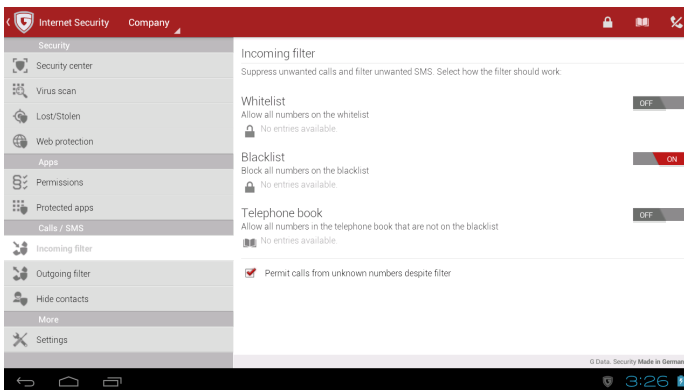 Internet Security Company
Security
Security center
Virus scan
Lost/Stolen
Web protection
Apps
Permissions
Protected apps
Calls / SMS
Incoming filter
Outgoing filter
Hide contacts
More
Settings
Incoming filter
Suppress unwanted calls and filter unwanted SMS. Select how the filter should work:
Whitelist
OFF
Allow all numbers on the whitelist
No entries available.
Blacklist
ON
Block all numbers on the blacklist
No entries available.
Telephone book
OFF
Allow all numbers in the telephone book that are not on the blacklist
No entries available.
Permit calls from unknown numbers despite filter
G Data. Security Made in German
3:26